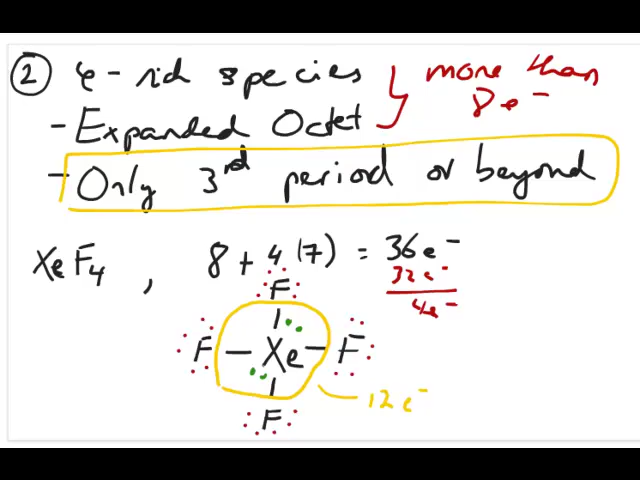 ② e- rich species } more than
8e-
- Expanded Octet
- Only 3rd period or beyond
XeF4 , 8 + 4(7) = 36e-
32e-
4e-
F
F - Xe - F
F
12e-